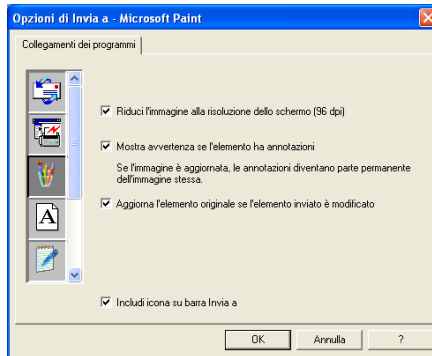 Opzioni di Invia a - Microsoft Paint
Collegamenti dei programmi
Riduci l'immagine alla risoluzione dello schermo (96 dpi)
Mostra avvertenza se l'elemento ha annotazioni
Se l'immagine è aggiornata, le annotazioni diventano parte permanente
dell'immagine stessa.
Aggiorna l'elemento originale se l'elemento inviato è modificato
A
Includi icona su barra Invia a
OK
Annulla
?